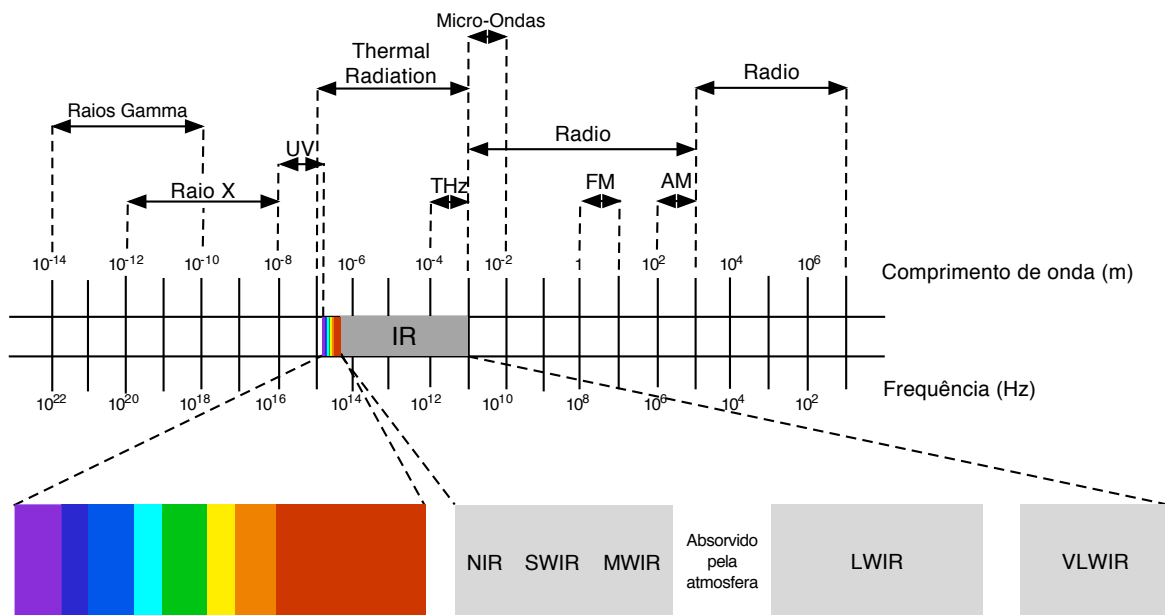 Micro-Ondas
Thermal
Radiation
Radio
Raios Gamma
Radio
UV
Raio X
THz
FM
AM
10-14 10-12 10-10 10-8 10-6 10-4 10-2 1 102 104 106
Comprimento de onda (m)
IR
Frequência (Hz)
1022 1020 1018 1016 1014 1012 1010 108 106 104 102
NIR SWIR MWIR
Absorvido
pela
atmosfera
LWIR
VLWIR